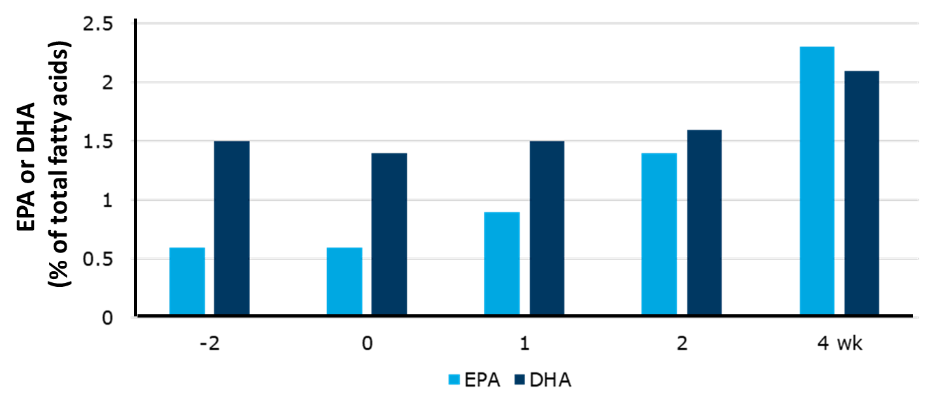 EPA or DHA
(% of total fatty acids)
2.5
2
1.5
1
0.5
0
-2 0 1 2 4 wk
EPA DHA